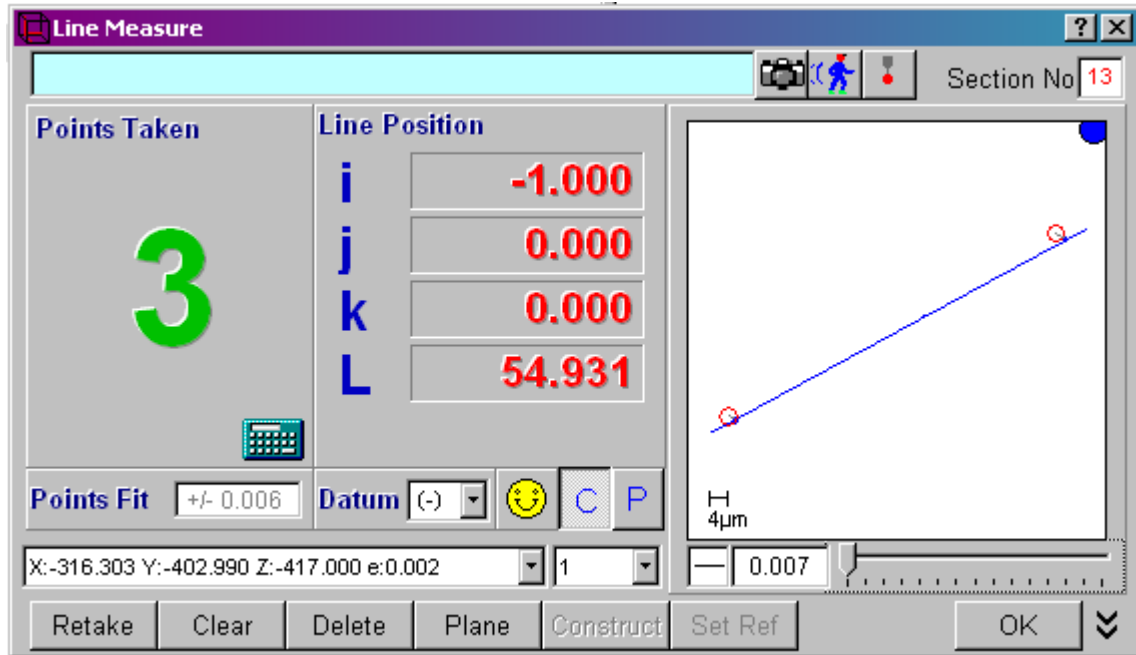 Line Measure
Section No 13
Points Taken
3
Line Position
i -1.000
j 0.000
k 0.000
L 54.931
4µm
Points Fit +/- 0.006
Datum (-)
C P
X:-316.303 Y:-402.990 Z:-417.000 e:0.002 1
0.007
Retake Clear Delete Plane Construct Set Ref OK